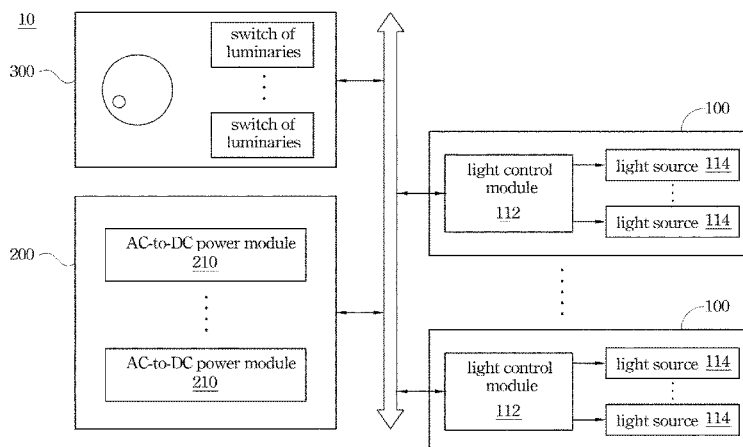 10
300
switch of
luminaries
switch of
luminaries
200
AC-to-DC power module
210
AC-to-DC power module
210
100
light control
module
112
light source 114
light source 114
100
light control
module
112
light source 114
light source 114